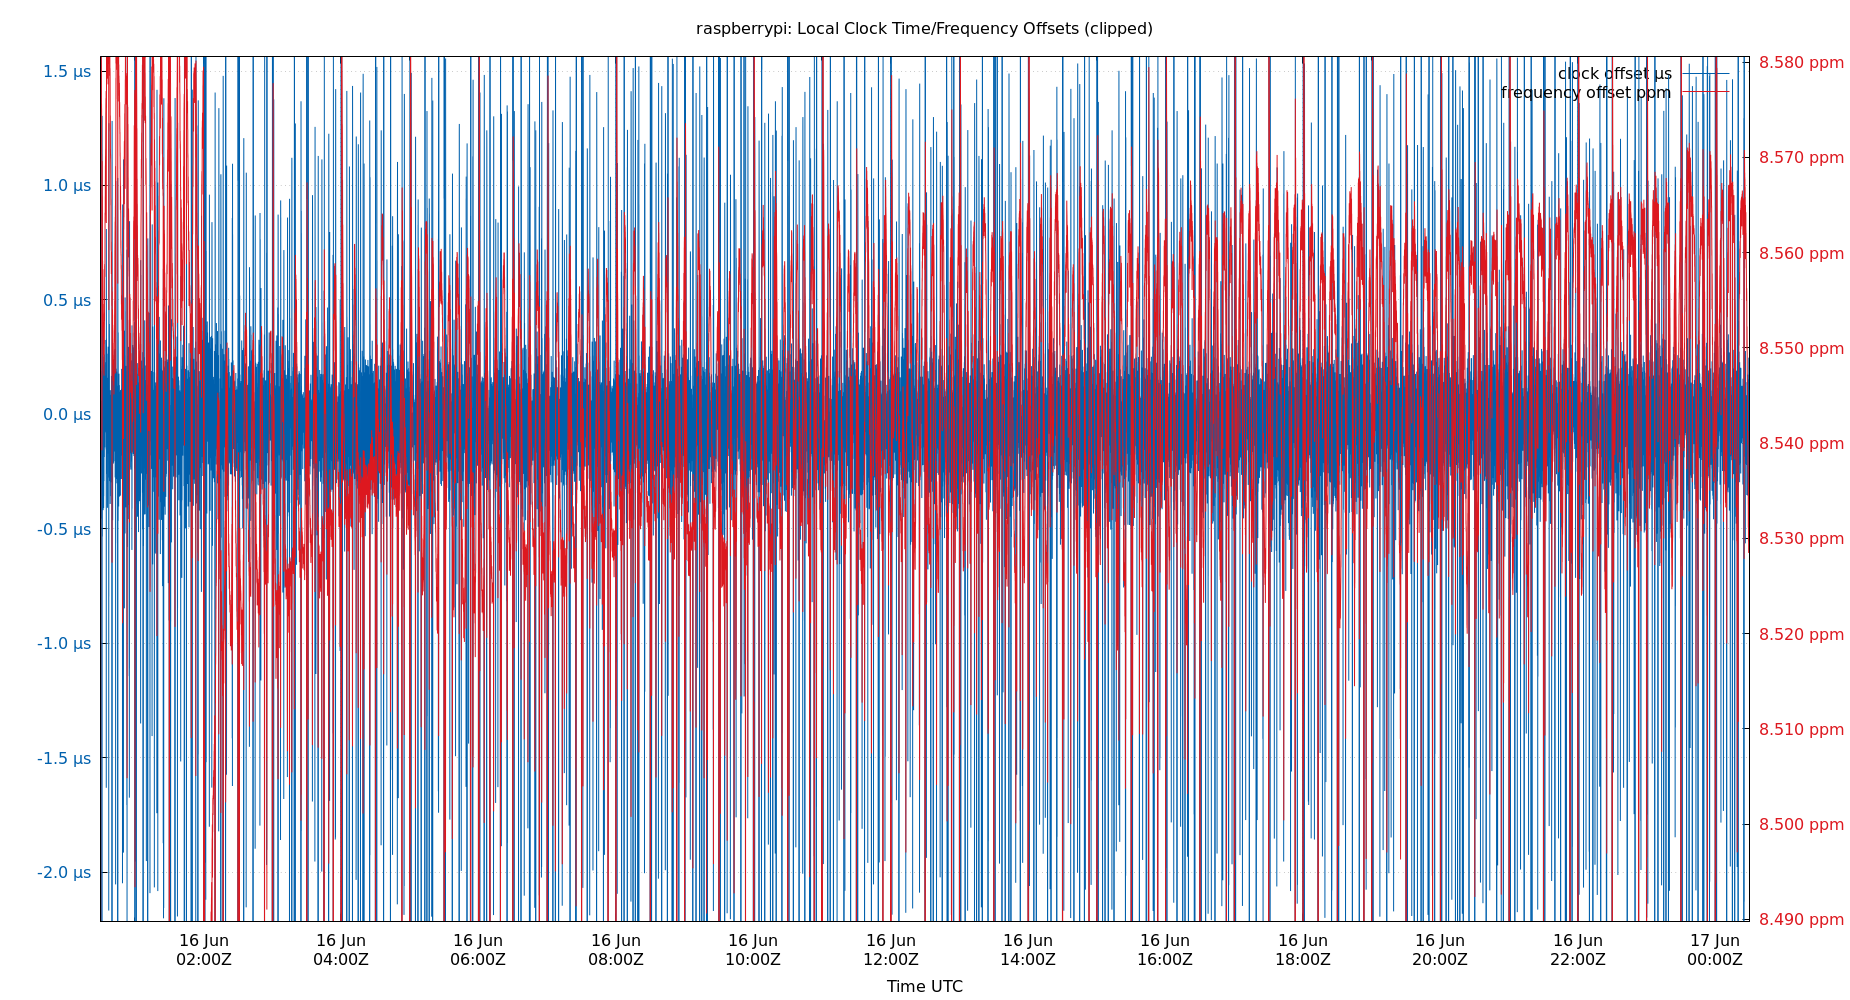 raspberrypi: Local Clock Time/Frequency Offsets (clipped)
clock offset µs
frequency offset ppm
1.5 µs
1.0 µs
0.5 µs
0.0 µs
-0.5 µs
-1.0 µs
-1.5 µs
-2.0 µs
8.580 ppm
8.570 ppm
8.560 ppm
8.550 ppm
8.540 ppm
8.530 ppm
8.520 ppm
8.510 ppm
8.500 ppm
8.490 ppm
16 Jun 16 Jun 16 Jun 16 Jun 16 Jun 16 Jun 16 Jun 16 Jun 16 Jun 16 Jun 16 Jun 17 Jun
02:00Z 04:00Z 06:00Z 08:00Z 10:00Z 12:00Z 14:00Z 16:00Z 18:00Z 20:00Z 22:00Z 00:00Z
Time UTC